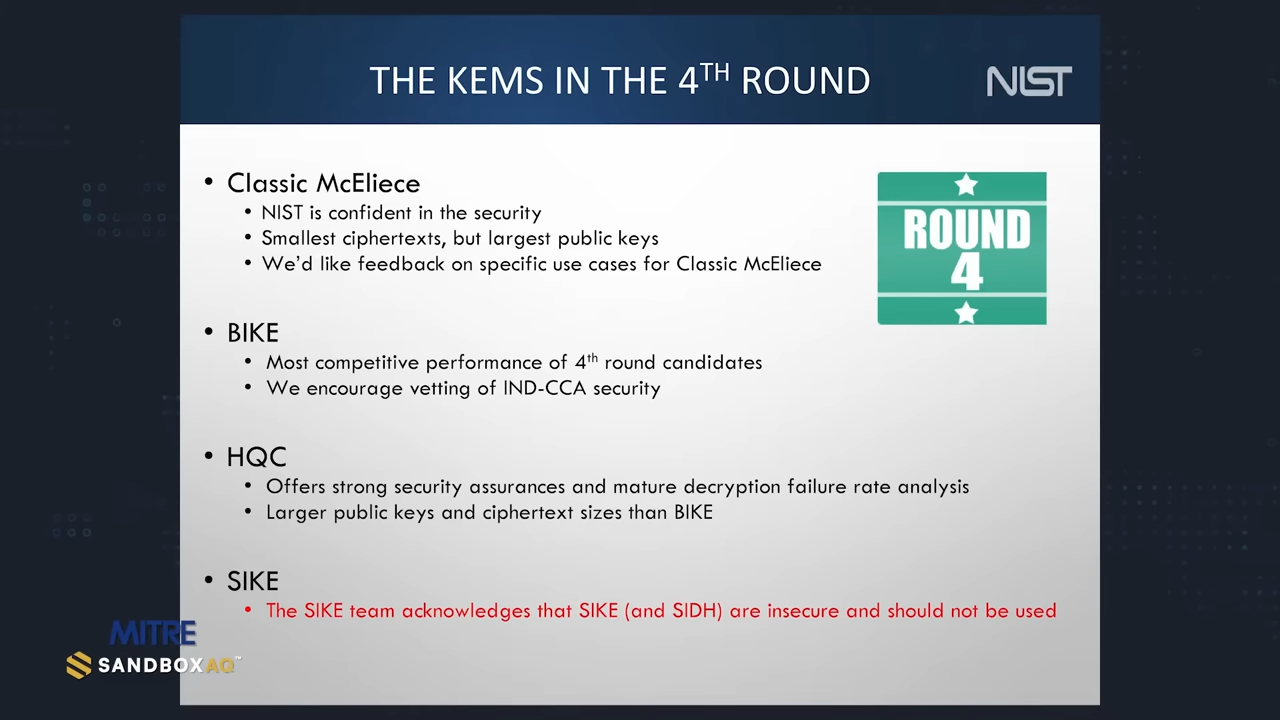 THE KEMS IN THE 4TH ROUND
NIST
• Classic McEliece
• NIST is confident in the security
• Smallest ciphertexts, but largest public keys
• We'd like feedback on specific use cases for Classic McEliece
ROUND
4
• BIKE
• Most competitive performance of 4th round candidates
• We encourage vetting of IND-CCA security
• HQC
• Offers strong security assurances and mature decryption failure rate analysis
• Larger public keys and ciphertext sizes than BIKE
• SIKE
• The SIKE team acknowledges that SIKE (and SIDH) are insecure and should not be used
MITRE
SANDBOXAQ™